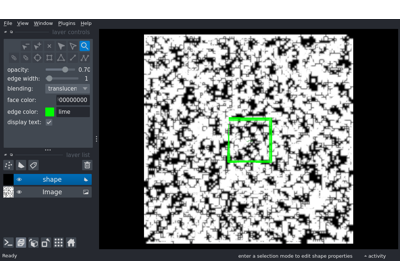 File View Window Plugins Help
layer controls
opacity: 0.70
edge width: 1
blending: translucen
face color: 00000000
edge color: lime
display text:
layer list
shape
Image
Ready enter a selection mode to edit shape properties activity